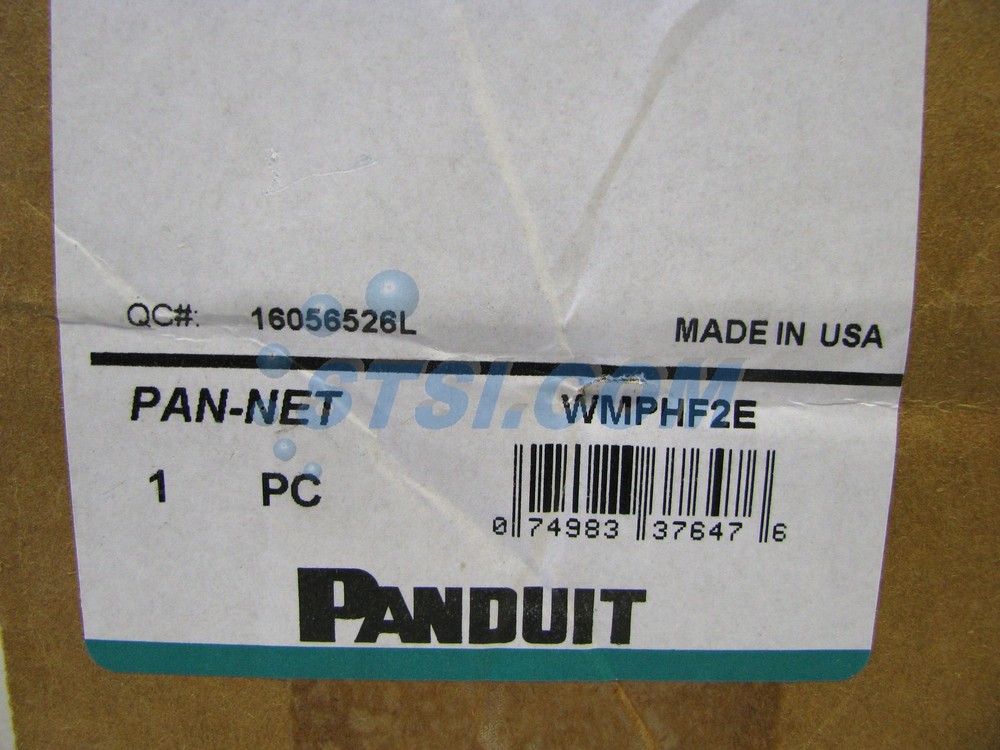 QC#: 16056526L MADE IN USA
STSI.COM
PAN-NET WMPHF2E
1 PC
0 74983 37647 6
PANDUIT